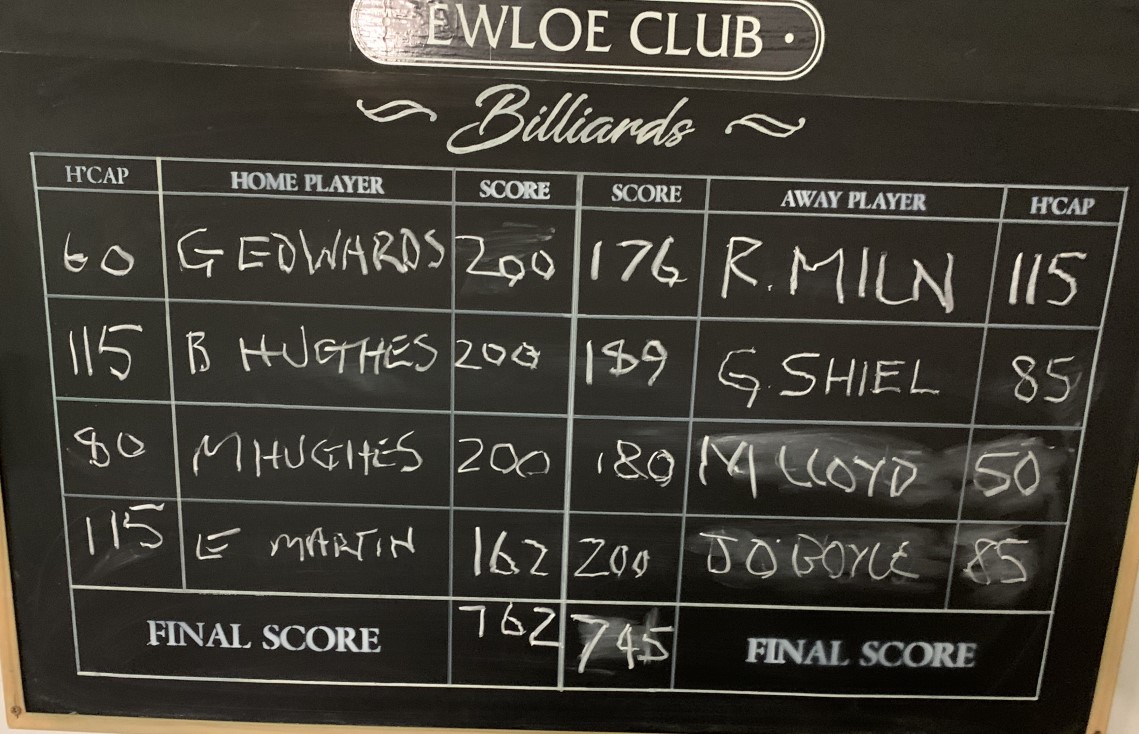 EWLOE CLUB ·
Billiards
H'CAP HOME PLAYER SCORE SCORE AWAY PLAYER H'CAP
60 G EDWARDS 200 176 R. MILN 115
115 B HUGHES 200 189 G. SHIEL 85
80 M HUGHES 200 180 M LLOYD 50
115 E MARTIN 162 200 J O'BOYLE 85
FINAL SCORE 762 745 FINAL SCORE